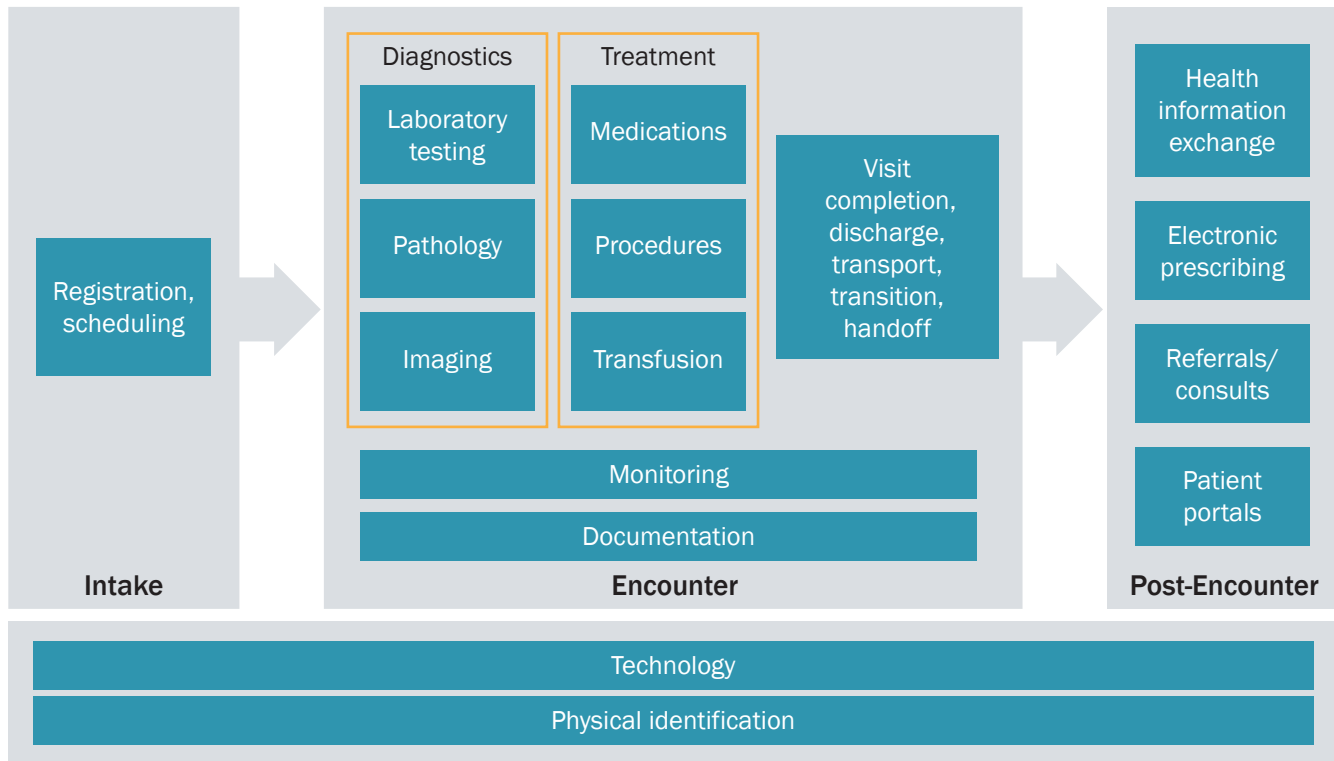 Registration,
scheduling
Intake
Diagnostics
Laboratory
testing
Pathology
Imaging
Treatment
Medications
Procedures
Transfusion
Visit
completion,
discharge,
transport,
transition,
handoff
Monitoring
Documentation
Encounter
Health
information
exchange
Electronic
prescribing
Referrals/
consults
Patient
portals
Post-Encounter
Technology
Physical identification